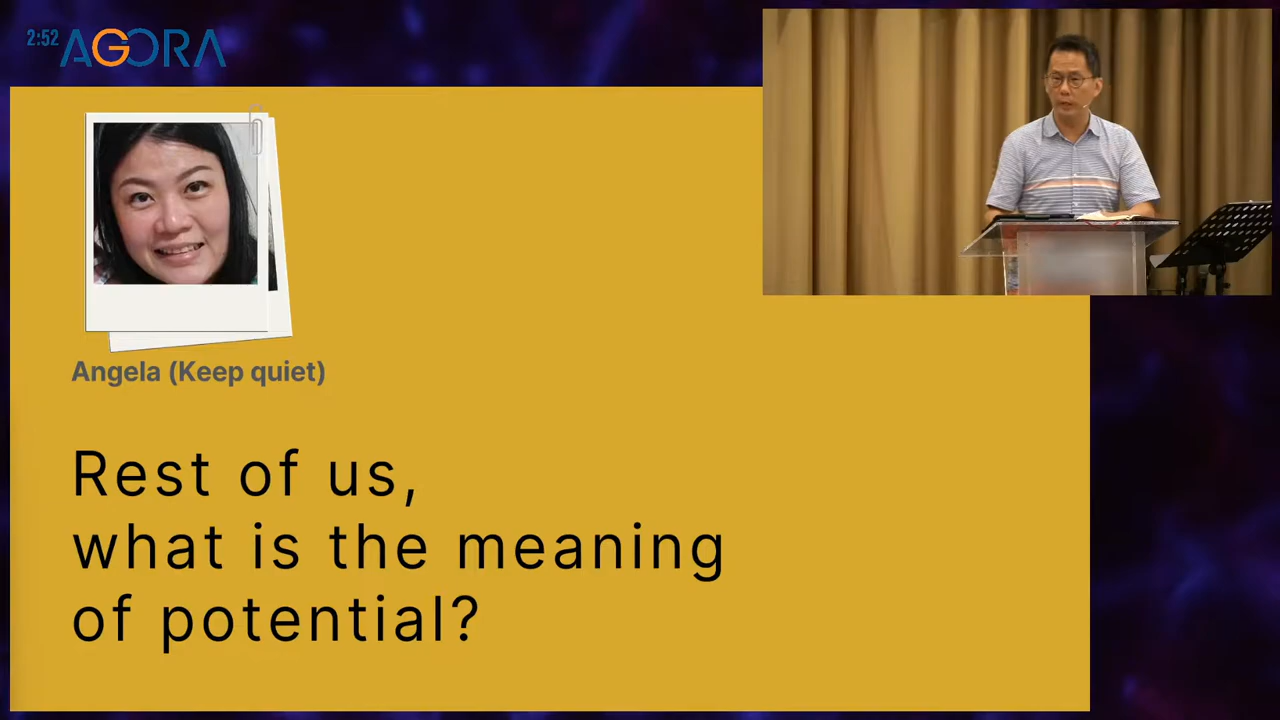 2:52 AGORA
Angela (Keep quiet)
Rest of us,
what is the meaning
of potential?